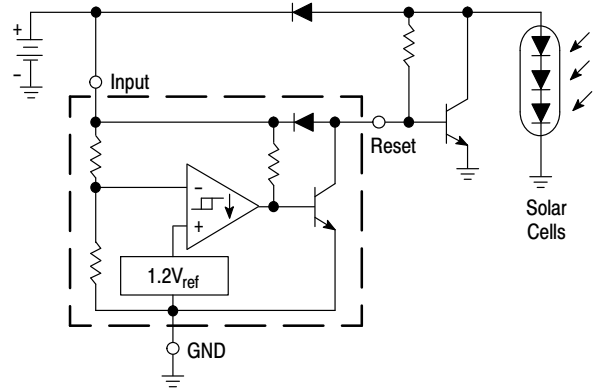 +
-
Input
Reset
-
+
1.2Vref
GND
Solar
Cells